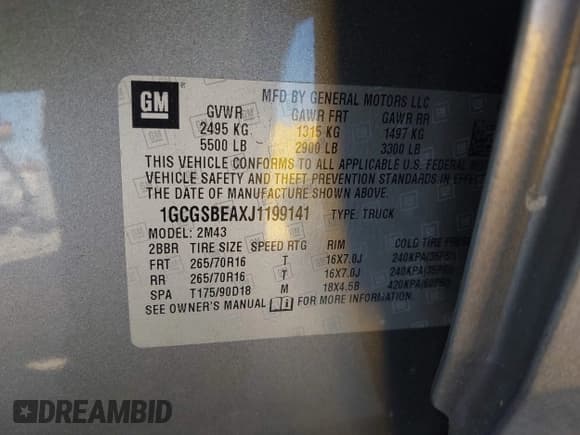 GM
MFD BY GENERAL MOTORS LLC
GVWR GAWR FRT GAWR RR
2495 KG 1315 KG 1497 KG
5500 LB 2900 LB 3300 LB
THIS VEHICLE CONFORMS TO ALL APPLICABLE U.S. FEDERAL
VEHICLE SAFETY AND THEFT PREVENTION STANDARDS IN EFFECT
THE DATE OF MANUFACTURE SHOWN ABOVE.
1GCGSBEAXJ1199141 TYPE: TRUCK
MODEL: 2M43
2BBR TIRE SIZE SPEED RTG RIM COLD TIRE
FRT 265/70R16 T 16X7.0J 240KPA(35PSI)
RR 265/70R16 T 16X7.0J 240KPA(35PSI)
SPA T175/90D18 M 18X4.5B 420KPA(60PSI)
SEE OWNER'S MANUAL FOR MORE INFORMATION.
DREAMBID